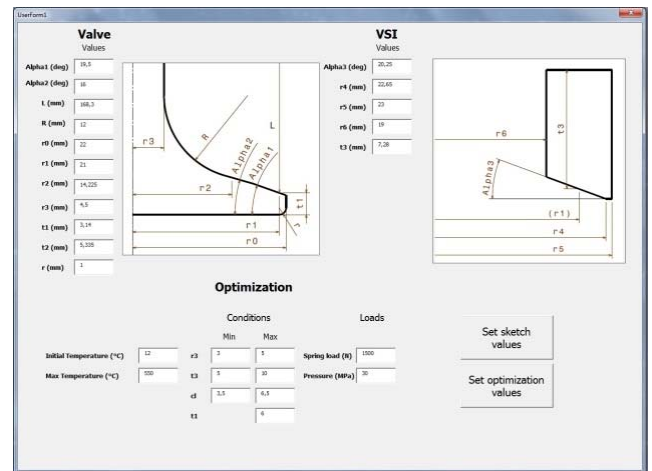 UserForm1
Valve
Values
Alpha1 (deg) 19,5
Alpha2 (deg) 16
L (mm) 168,3
R (mm) 12
r0 (mm) 22
r1 (mm) 21
r2 (mm) 14,225
r3 (mm) 4,5
t1 (mm) 3,14
t2 (mm) 5,335
r (mm) 1
r3
R
L
Alpha2
Alpha1
r2
t1
r1
r
r0
VSI
Values
Alpha3 (deg) 20,25
r4 (mm) 22,65
r5 (mm) 23
r6 (mm) 19
t3 (mm) 7,28
r6
t3
Alpha3
(r1)
r4
r5
Optimization
Conditions
Min Max
Initial Temperature (°C) 12
Max Temperature (°C) 550
r3 3 5
t3 5 10
cl 3,5 6,5
t1 6
Loads
Spring load (N) 1500
Pressure (MPa) 30
Set sketch
values
Set optimization
values